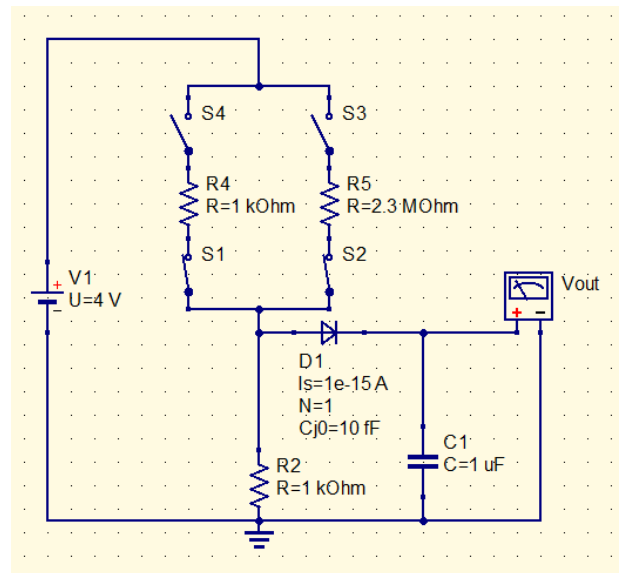 S4
S3
R4
R=1 kOhm
R5
R=2.3 MOhm
S1
S2
V1
U=4 V
+
−
Vout
+ −
D1
Is=1e-15 A
N=1
Cj0=10 fF
C1
C=1 uF
R2
R=1 kOhm